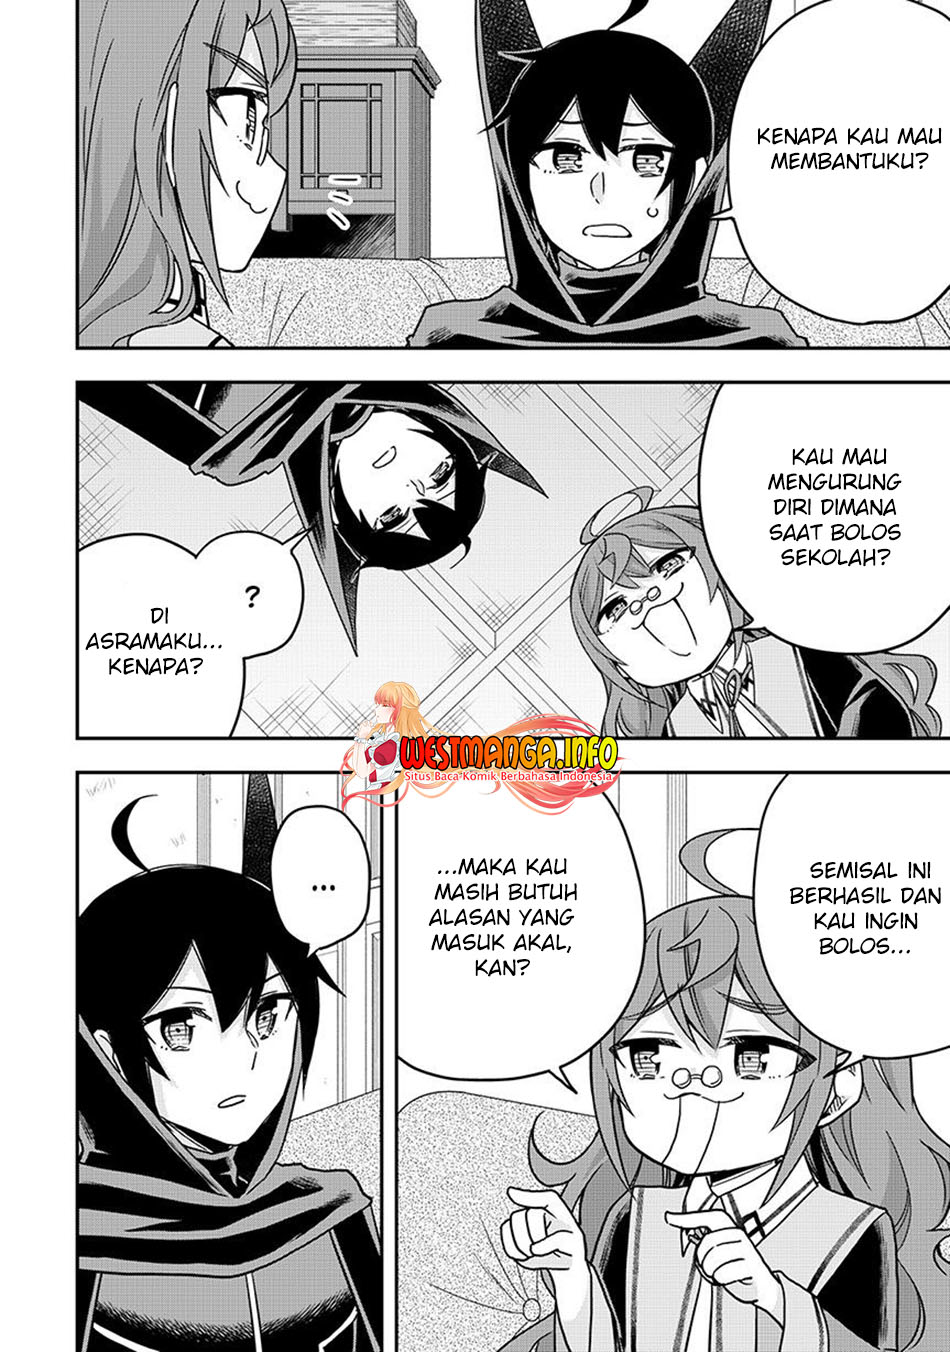 KENAPA KAU MAU
MEMBANTUKU?
KAU MAU
MENGURUNG
DIRI DIMANA
SAAT BOLOS
SEKOLAH?
?
DI
ASRAMAKU...
KENAPA?
WESTMANGA.INFO
Situs Baca Komik Berbahasa Indonesia
SEMISAL INI
BERHASIL DAN
KAU INGIN
BOLOS...
...MAKA KAU
MASIH BUTUH
ALASAN YANG
MASUK AKAL,
KAN?
...